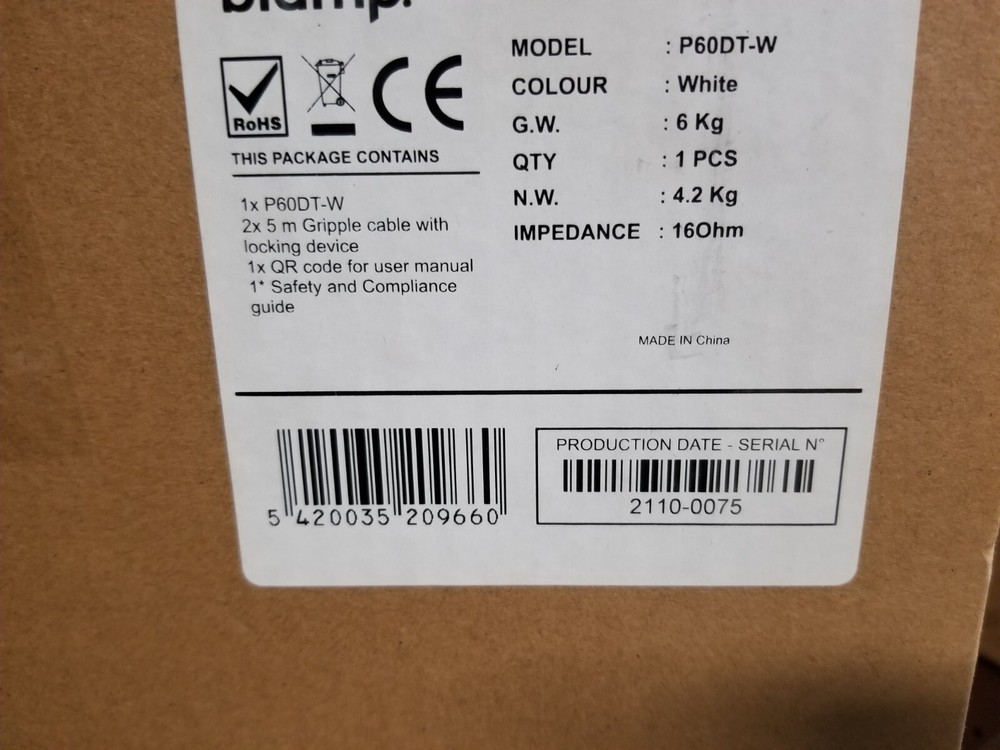 biamp.
RoHS
CE
THIS PACKAGE CONTAINS
1x P60DT-W
2x 5 m Gripple cable with
locking device
1x QR code for user manual
1* Safety and Compliance
guide
MODEL : P60DT-W
COLOUR : White
G.W. : 6 Kg
QTY : 1 PCS
N.W. : 4.2 Kg
IMPEDANCE : 16Ohm
MADE IN China
5 420035 209660
PRODUCTION DATE - SERIAL N°
2110-0075